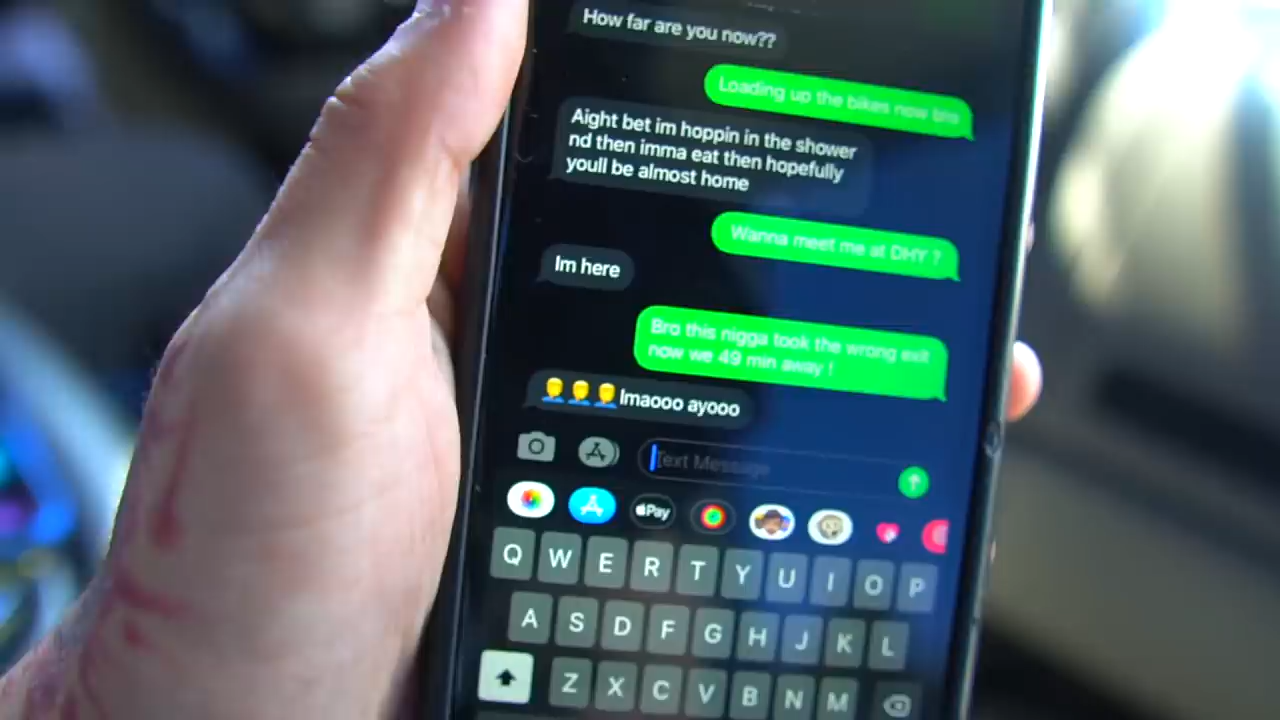 How far are you now??
Loading up the bikes now bro
Aight bet im hoppin in the shower
nd then imma eat then hopefully
youll be almost home
Wanna meet me at DHY ?
Im here
Bro this nigga took the wrong exit
now we 49 min away !
lmaooo ayooo
Text Message
Pay
Q W E R T Y U I O P
A S D F G H J K L
Z X C V B N M